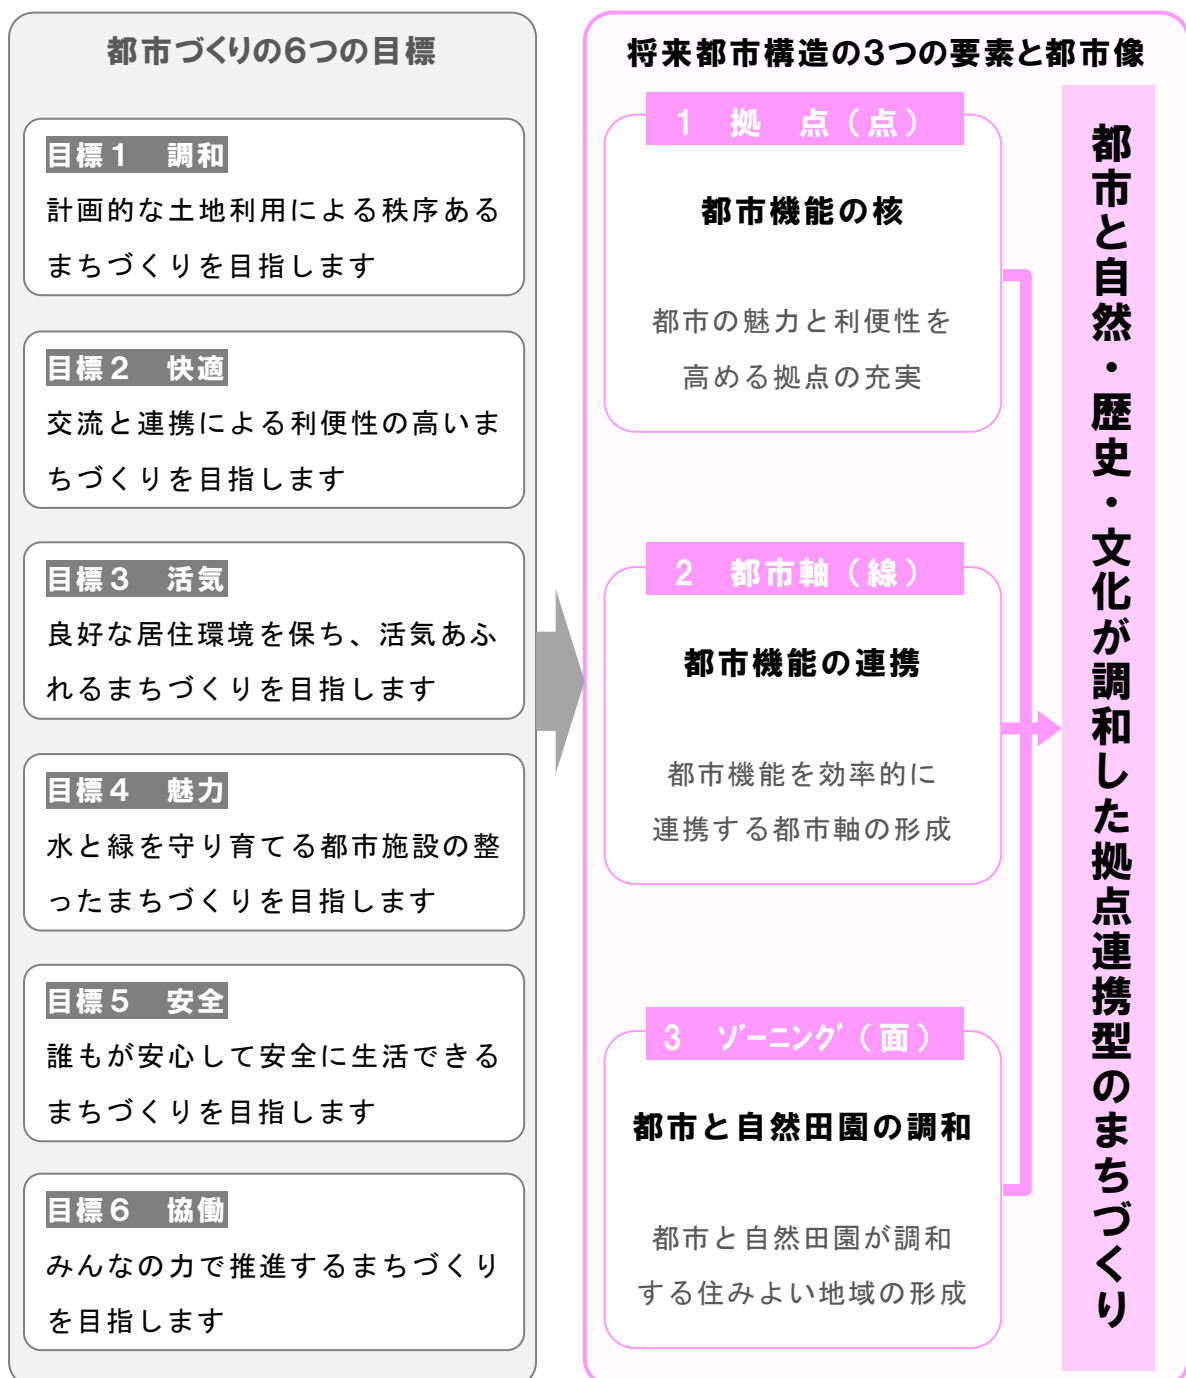 都市づくりの6つの目標
目標1　調和
計画的な土地利用による秩序ある
まちづくりを目指します
目標2　快適
交流と連携による利便性の高いま
ちづくりを目指します
目標3　活気
良好な居住環境を保ち、活気あふ
れるまちづくりを目指します
目標4　魅力
水と緑を守り育てる都市施設の整
ったまちづくりを目指します
目標5　安全
誰もが安心して安全に生活できる
まちづくりを目指します
目標6　協働
みんなの力で推進するまちづくり
を目指します
将来都市構造の3つの要素と都市像
1　拠　点（点）
都市機能の核
都市の魅力と利便性を
高める拠点の充実
2　都市軸（線）
都市機能の連携
都市機能を効率的に
連携する都市軸の形成
3　ｿﾞｰﾆﾝｸﾞ（面）
都市と自然田園の調和
都市と自然田園が調和
する住みよい地域の形成
都市と自然・歴史・文化が調和した拠点連携型のまちづくり